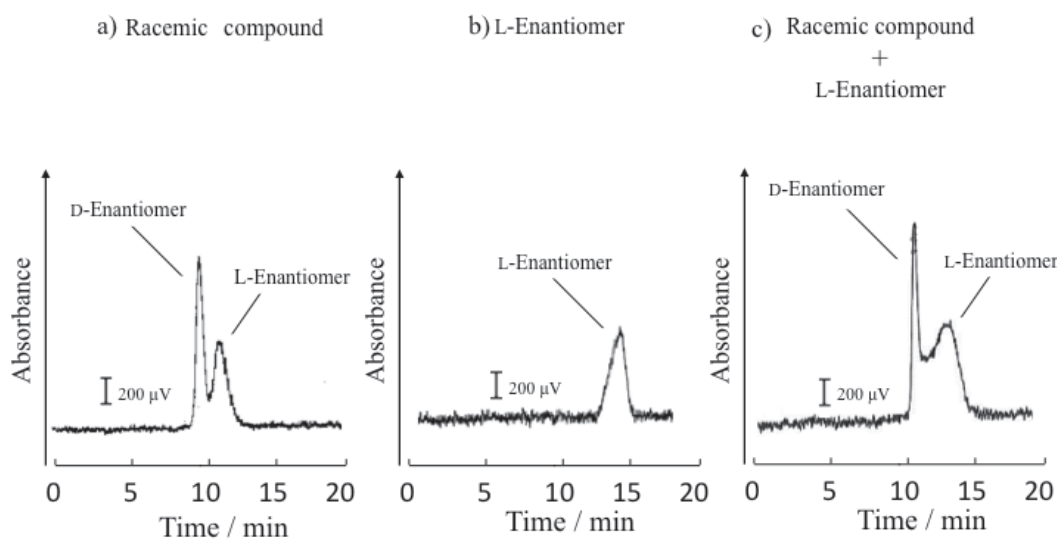 a) Racemic compound
D-Enantiomer
L-Enantiomer
Absorbance
200 μV
0 5 10 15 20
Time / min
b) L-Enantiomer
L-Enantiomer
Absorbance
200 μV
0 5 10 15 20
Time / min
c) Racemic compound
+
L-Enantiomer
D-Enantiomer
L-Enantiomer
Absorbance
200 μV
0 5 10 15 20
Time / min